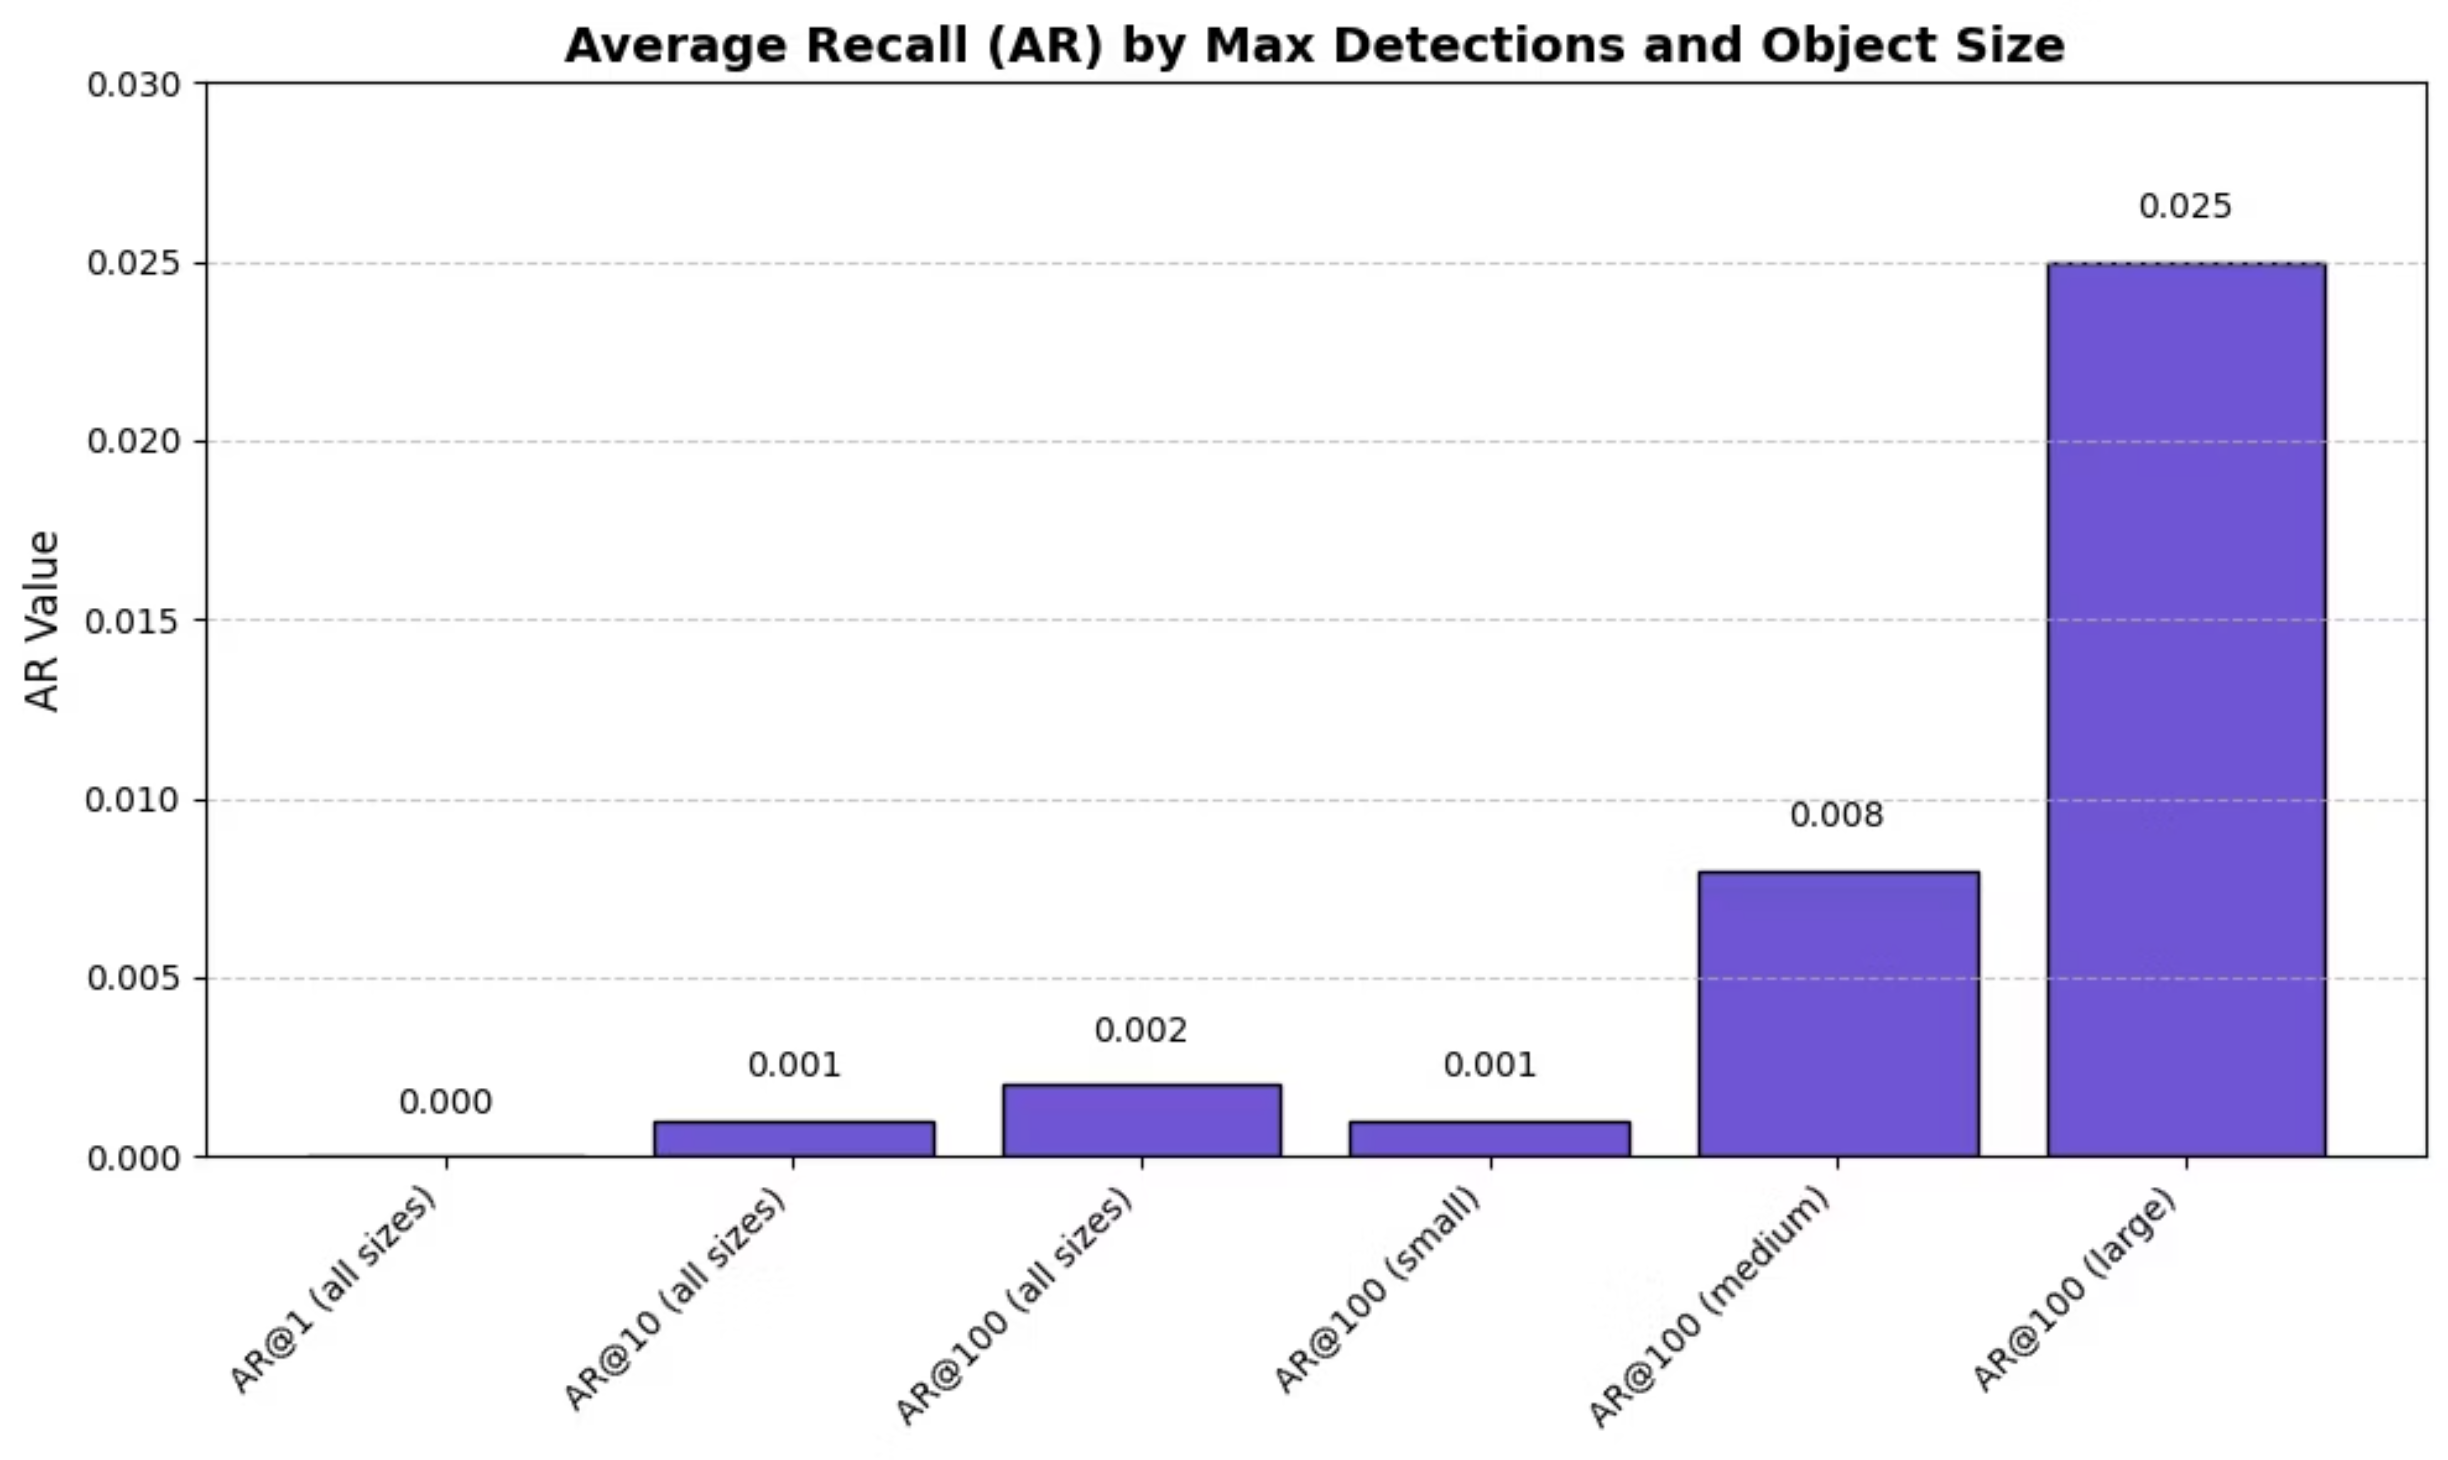 Average Recall (AR) by Max Detections and Object Size
AR Value
0.030
0.025
0.020
0.015
0.010
0.005
0.000
0.000
0.001
0.002
0.001
0.008
0.025
AR@1 (all sizes)
AR@10 (all sizes)
AR@100 (all sizes)
AR@100 (small)
AR@100 (medium)
AR@100 (large)